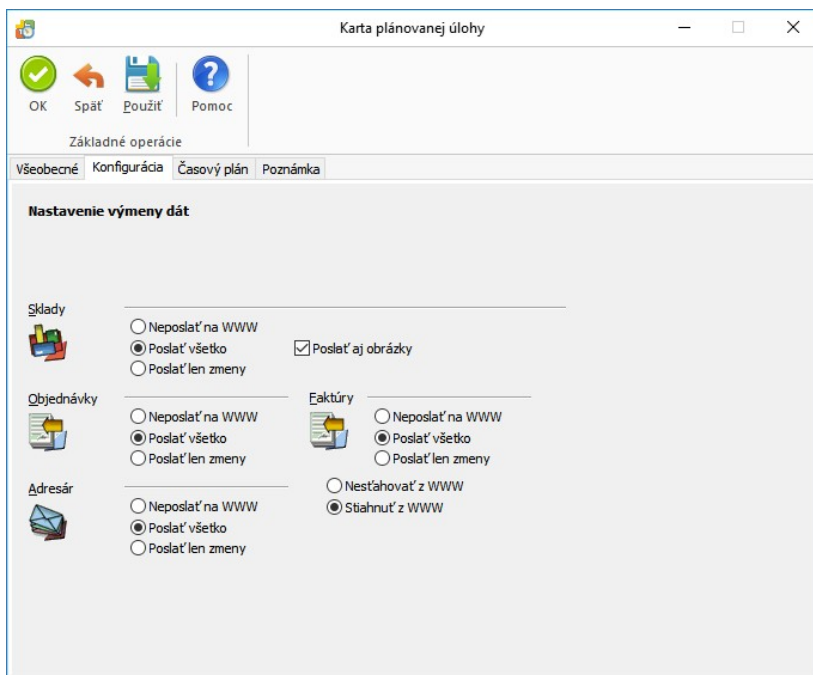 Karta plánovanej úlohy
OK Späť Použiť Pomoc
Základné operácie
Všeobecné Konfigurácia Časový plán Poznámka
Nastavenie výmeny dát
Sklady
Neposlať na WWW
Poslať všetko Poslať aj obrázky
Poslať len zmeny
Objednávky Faktúry
Neposlať na WWW Neposlať na WWW
Poslať všetko Poslať všetko
Poslať len zmeny Poslať len zmeny
Adresár Nesťahovať z WWW
Neposlať na WWW Stiahnuť z WWW
Poslať všetko
Poslať len zmeny